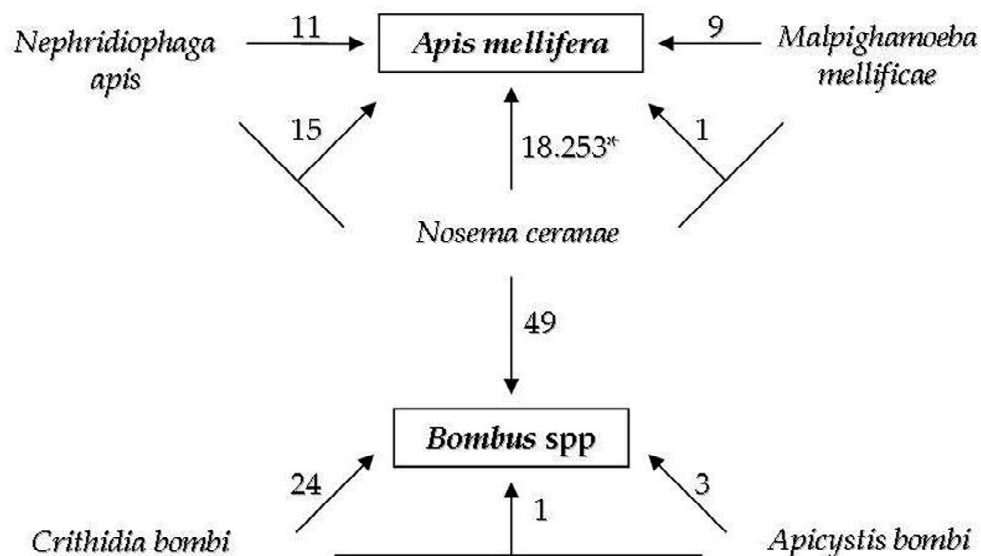 Nephridiophaga
apis
11
Apis mellifera
9
Malpighamoeba
mellificae
15
18.253*
1
Nosema ceranae
49
Bombus spp
24
1
3
Crithidia bombi
Apicystis bombi